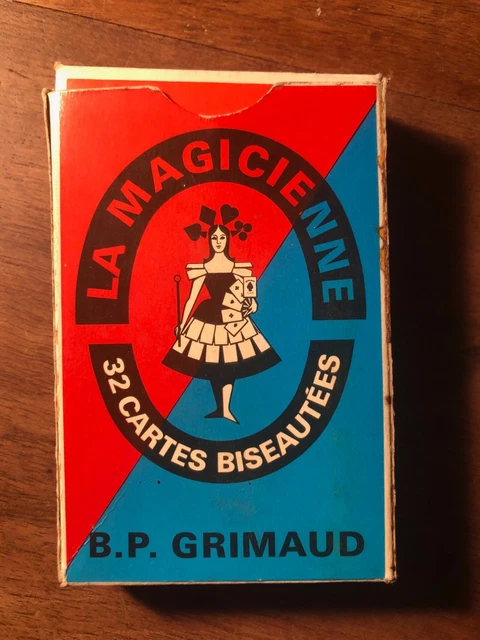 LA MAGICIENNE
32 CARTES BISEAUTÉES
B.P. GRIMAUD